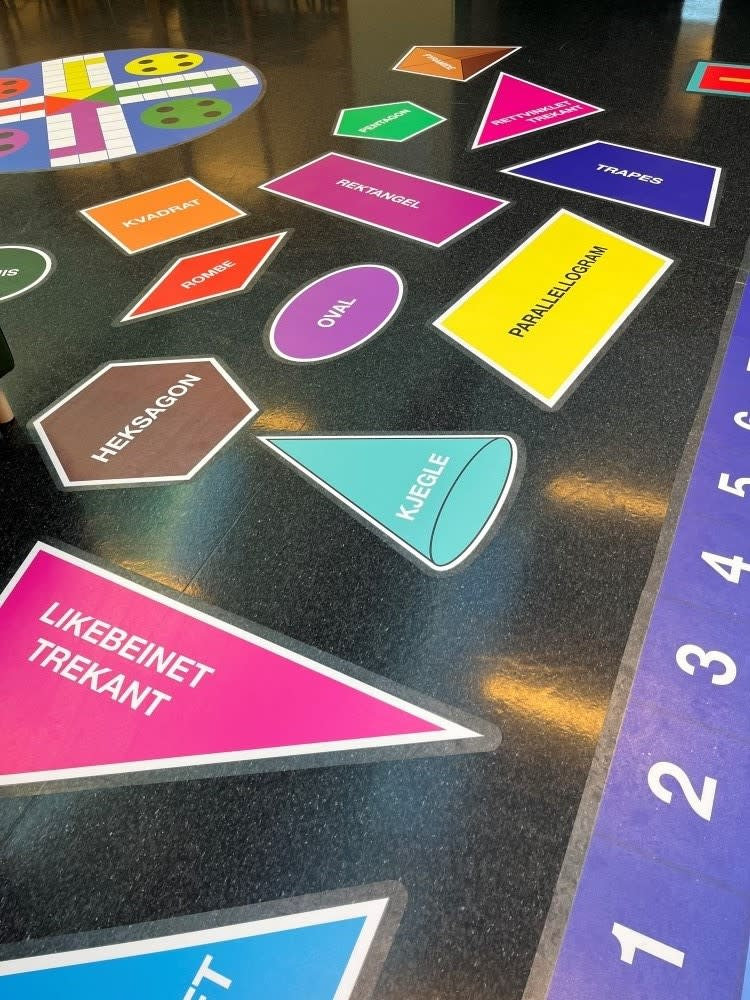 PYRAMIDE
PENTAGON
RETTVINKLET
TREKANT
TRAPES
REKTANGEL
KVADRAT
ROMBE
OVAL
PARALLELLOGRAM
HEKSAGON
KJEGLE
LIKEBEINET
TREKANT
6
5
4
3
2
1